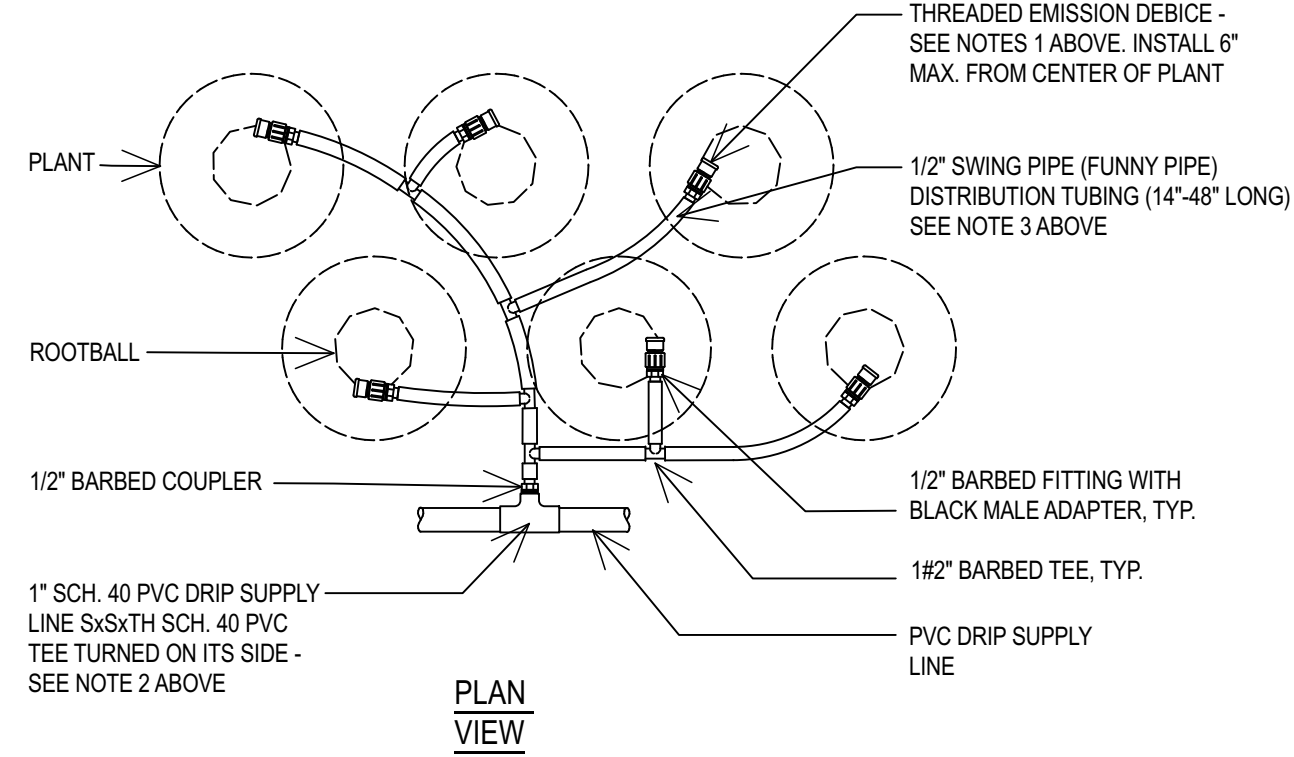 THREADED EMISSION DEBICE -
SEE NOTES 1 ABOVE. INSTALL 6"
MAX. FROM CENTER OF PLANT
PLANT
1/2" SWING PIPE (FUNNY PIPE)
DISTRIBUTION TUBING (14"-48" LONG)
SEE NOTE 3 ABOVE
ROOTBALL
1/2" BARBED COUPLER
1/2" BARBED FITTING WITH
BLACK MALE ADAPTER, TYP.
1#2" BARBED TEE, TYP.
1" SCH. 40 PVC DRIP SUPPLY
LINE SxSxTH SCH. 40 PVC
TEE TURNED ON ITS SIDE -
SEE NOTE 2 ABOVE
PVC DRIP SUPPLY
LINE
PLAN
VIEW